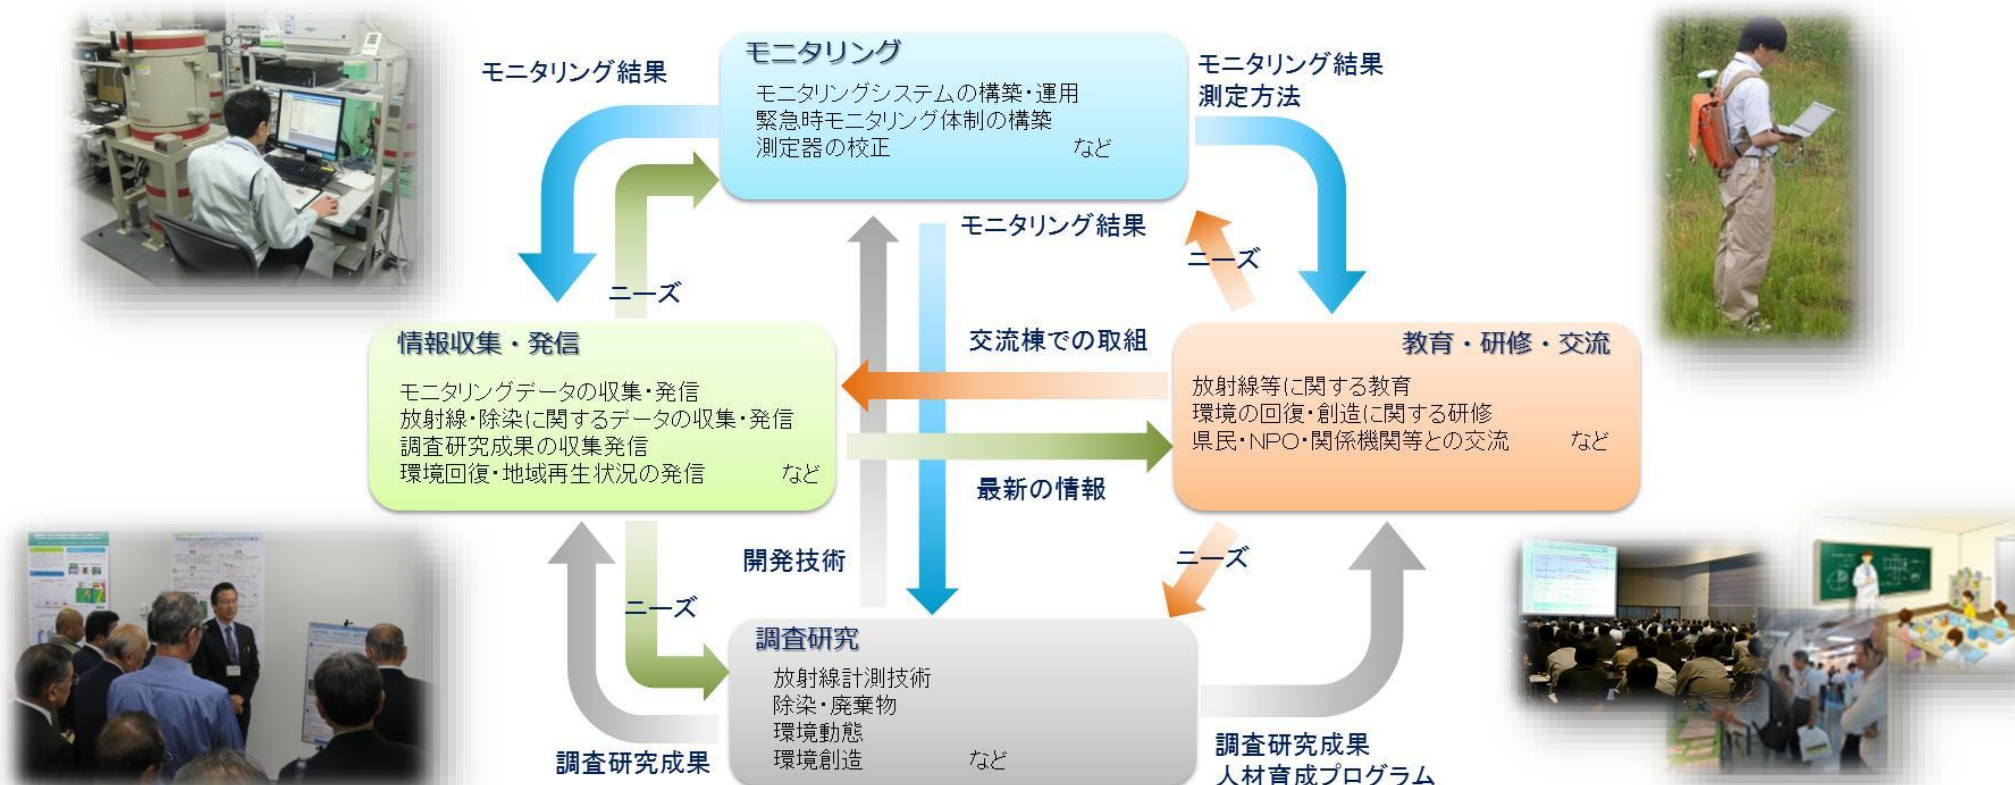 モニタリング
モニタリングシステムの構築・運用
緊急時モニタリング体制の構築
測定器の校正 など
モニタリング結果
モニタリング結果
測定方法
ニーズ
モニタリング結果
ニーズ
情報収集・発信
モニタリングデータの収集・発信
放射線・除染に関するデータの収集・発信
調査研究成果の収集発信
環境回復・地域再生状況の発信 など
交流棟での取組
最新の情報
教育・研修・交流
放射線等に関する教育
環境の回復・創造に関する研修
県民・NPO・関係機関等との交流 など
開発技術
ニーズ
ニーズ
調査研究
放射線計測技術
除染・廃棄物
環境動態
環境創造 など
調査研究成果
調査研究成果
人材育成プログラム